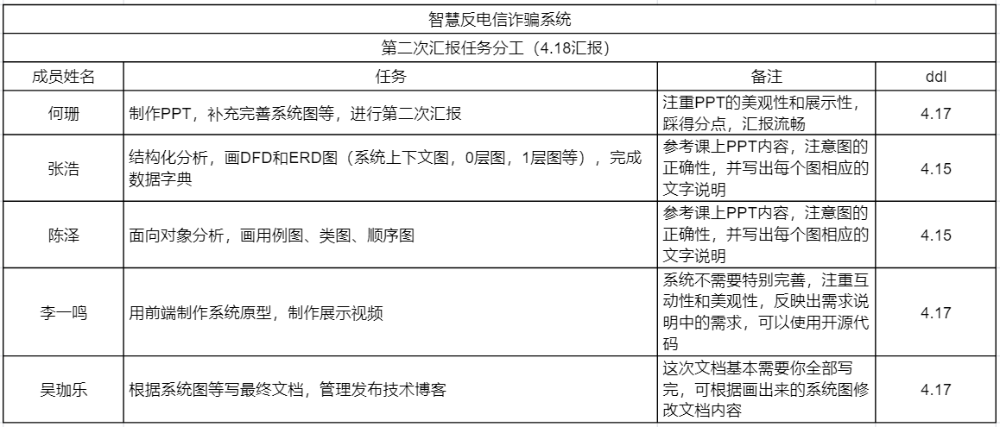 智慧反电信诈骗系统
第二次汇报任务分工（4.18汇报）
成员姓名 任务 备注 ddl
何珊 制作PPT，补充完善系统图等，进行第二次汇报 注重PPT的美观性和展示性，
踩得分点，汇报流畅 4.17
张浩 结构化分析，画DFD和ERD图（系统上下文图，0层图，1层图等），完成
数据字典 参考课上PPT内容，注意图的
正确性，并写出每个图相应的
文字说明 4.15
陈泽 面向对象分析，画用例图、类图、顺序图 参考课上PPT内容，注意图的
正确性，并写出每个图相应的
文字说明 4.15
李一鸣 用前端制作系统原型，制作展示视频 系统不需要特别完善，注重互
动性和美观性，反映出需求说
明中的需求，可以使用开源代
码 4.17
吴珈乐 根据系统图等写最终文档，管理发布技术博客 这次文档基本需要你全部写
完，可根据画出来的系统图修
改文档内容 4.17